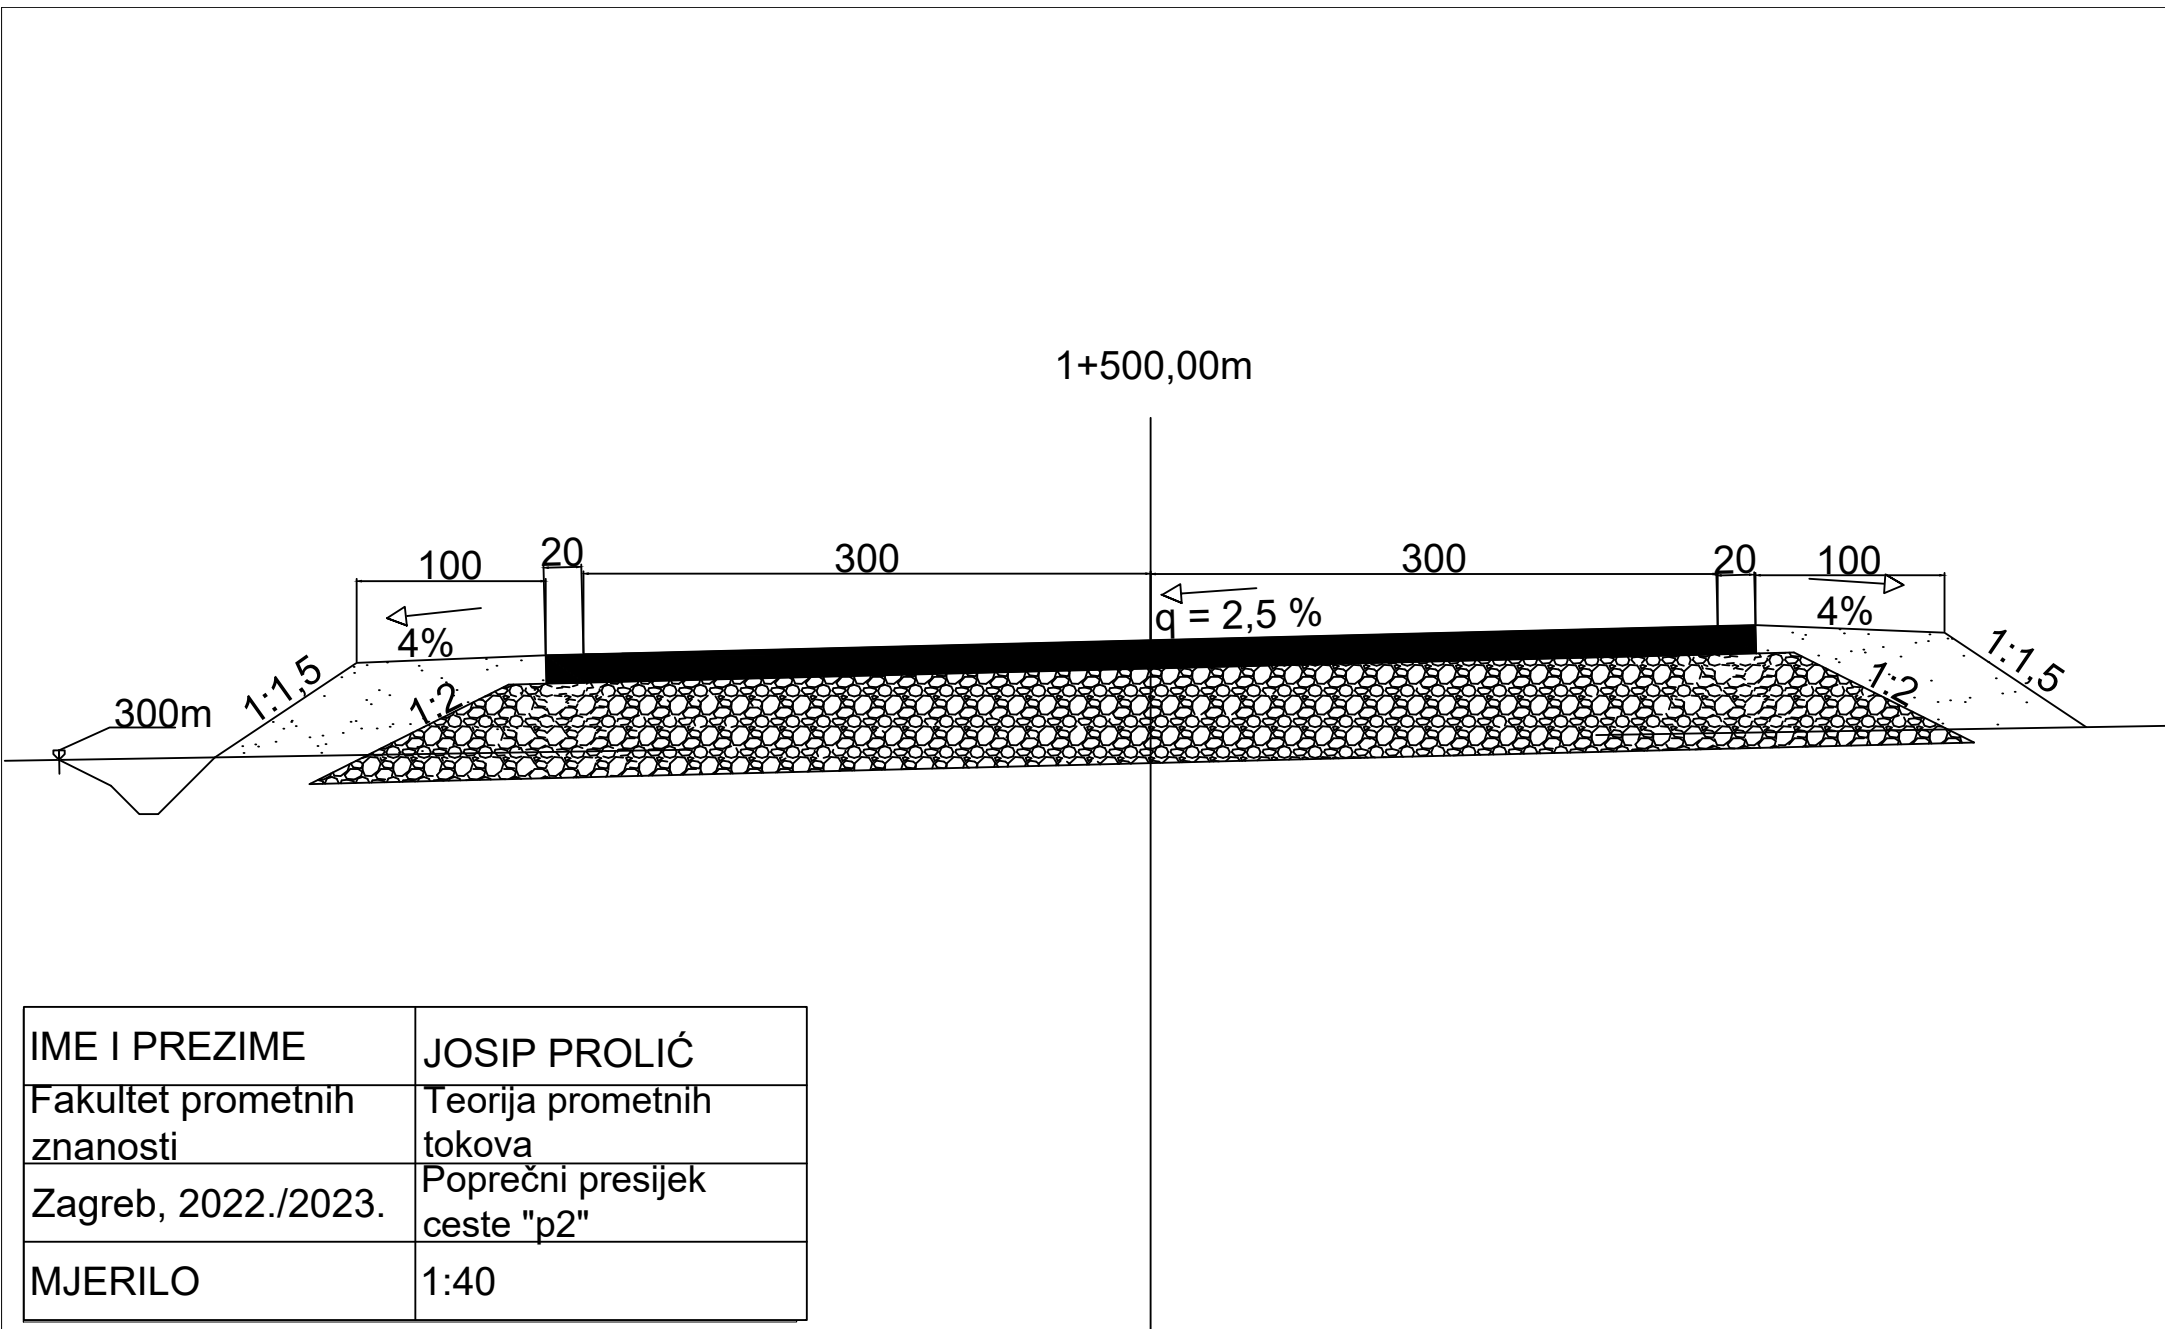 1+500,00m
100
20
300
300
20
100
4%
q = 2,5 %
4%
1:1,5
1:2
1:2
1:1,5
300m
IME I PREZIME
JOSIP PROLIĆ
Fakultet prometnih
znanosti
Teorija prometnih
tokova
Zagreb, 2022./2023.
Poprečni presijek
ceste "p2"
MJERILO
1:40